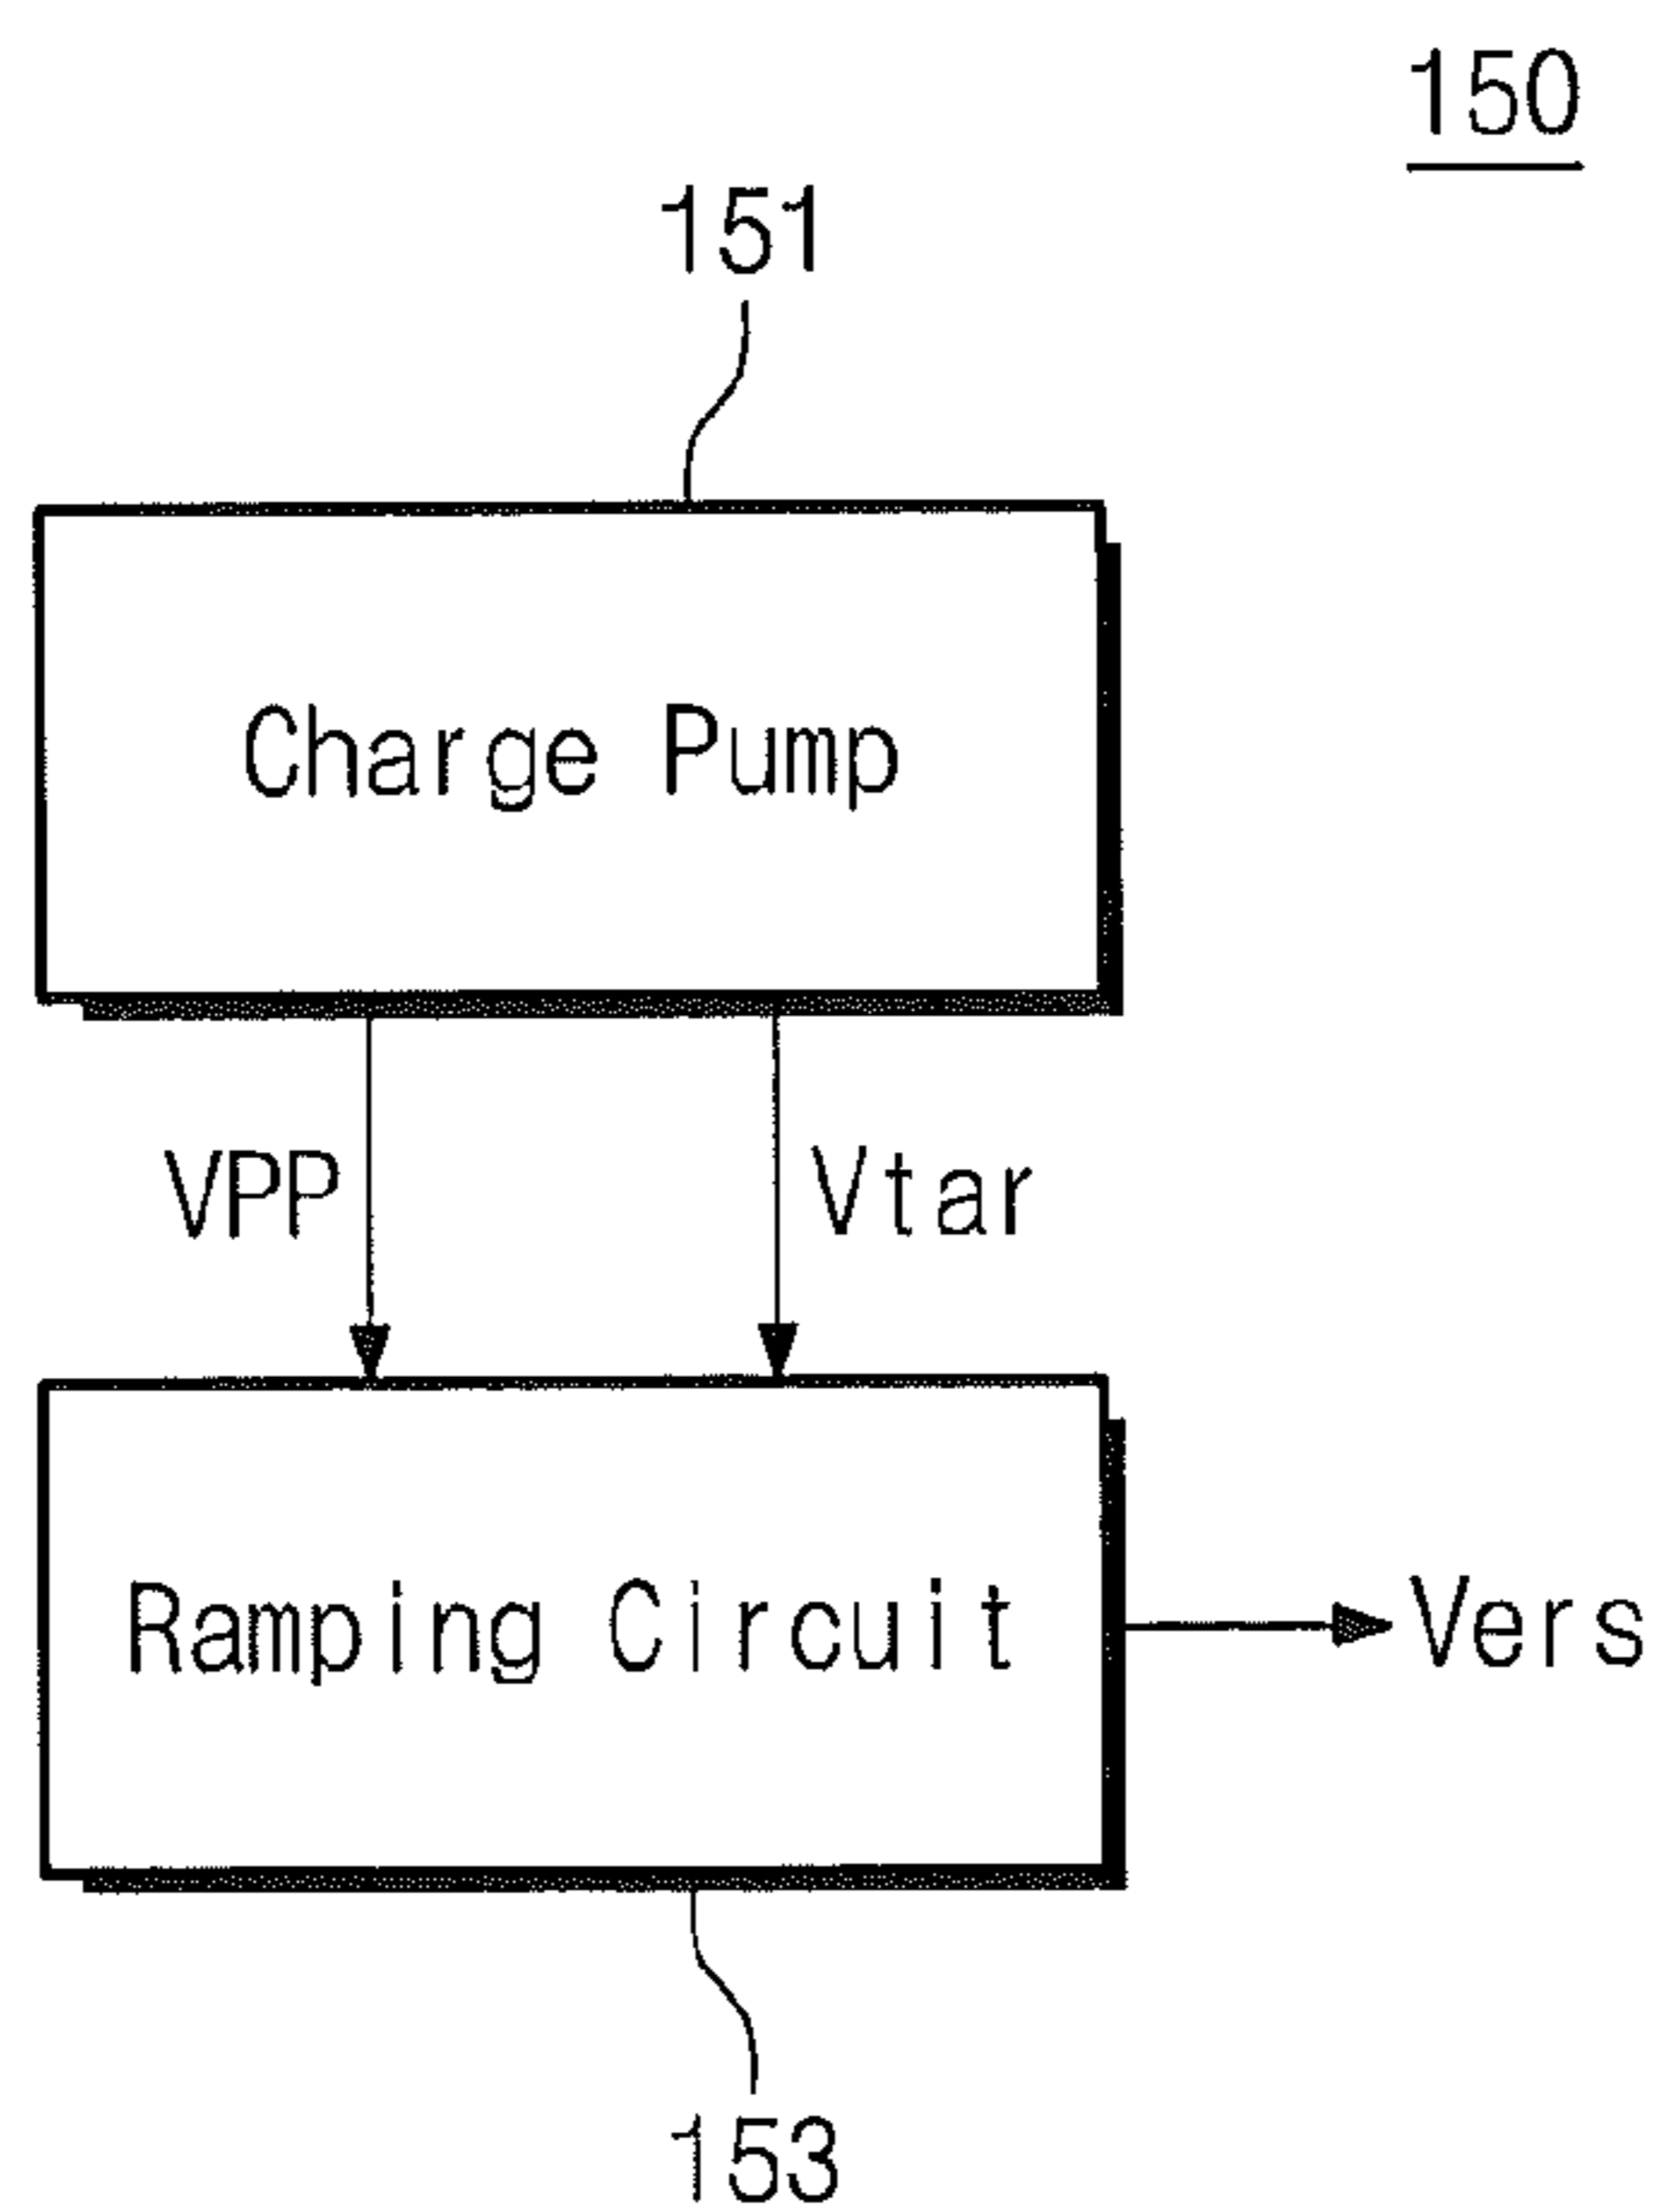 150
151
Charge Pump
VPP
Vtar
Ramping Circuit
Vers
153